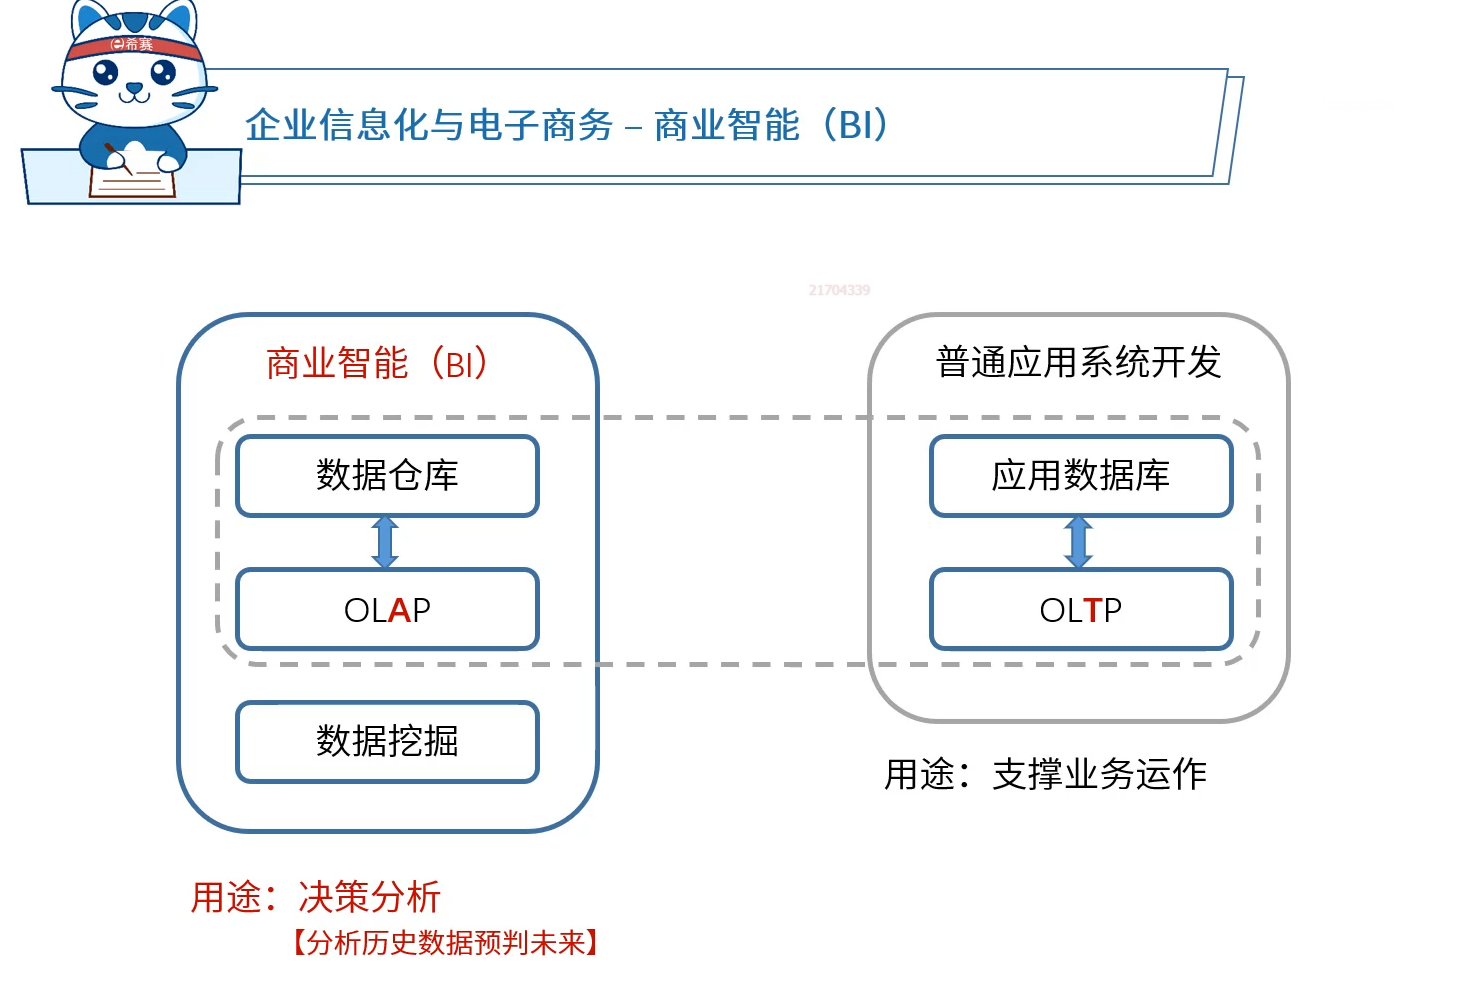 e希赛
企业信息化与电子商务 – 商业智能（BI）
21704339
商业智能（BI）
普通应用系统开发
数据仓库
应用数据库
OLAP
OLTP
数据挖掘
用途：支撑业务运作
用途：决策分析
【分析历史数据预判未来】